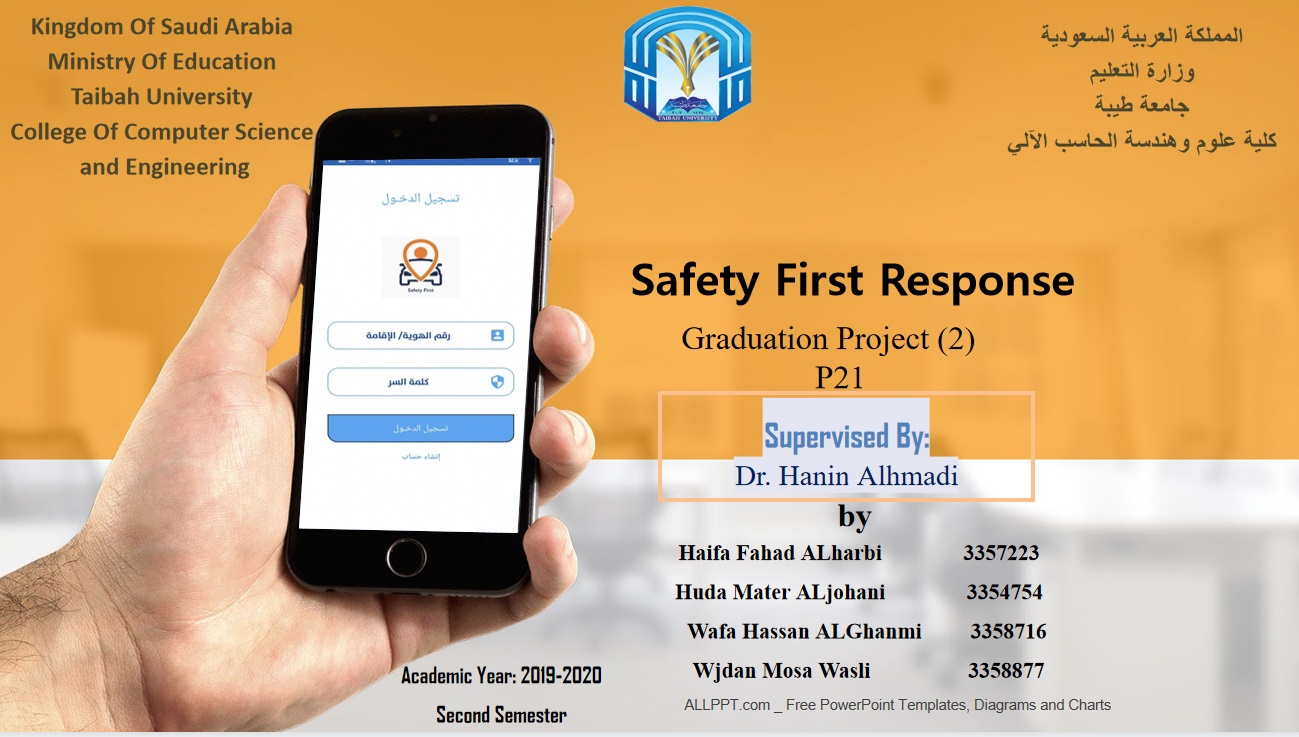 Kingdom Of Saudi Arabia
Ministry Of Education
Taibah University
College Of Computer Science
and Engineering
المملكة العربية السعودية
وزارة التعليم
جامعة طيبة
كلية علوم وهندسة الحاسب الآلي
TAIBAH UNIVERSITY
تسجيل الدخول
Safety First
رقم الهوية/ الإقامة
كلمة السر
تسجيل الدخول
إنشاء حساب
Safety First Response
Graduation Project (2)
P21
Supervised By:
Dr. Hanin Alhmadi
by
Haifa Fahad ALharbi 3357223
Huda Mater ALjohani 3354754
Wafa Hassan ALGhanmi 3358716
Wjdan Mosa Wasli 3358877
Academic Year: 2019-2020
Second Semester
ALLPPT.com _ Free PowerPoint Templates, Diagrams and Charts